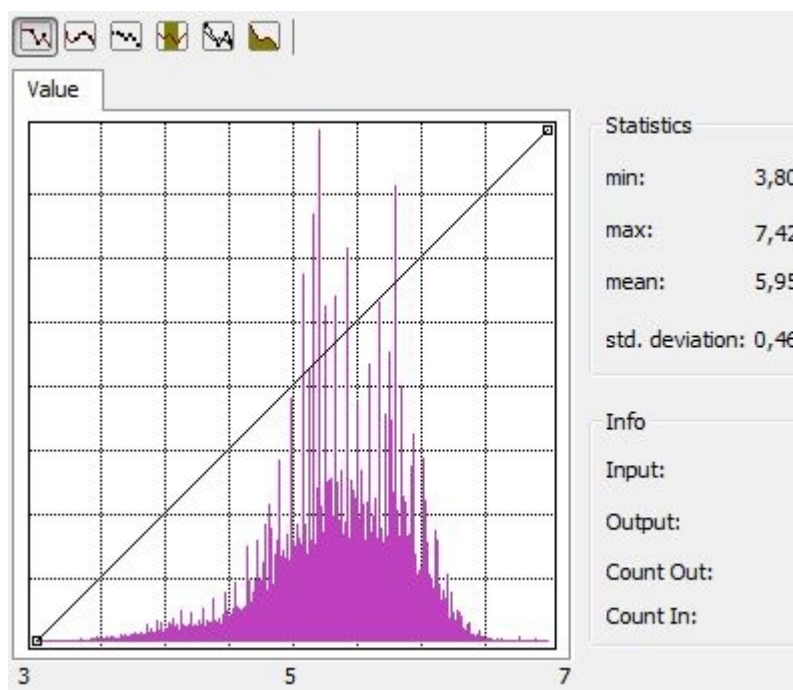 Value
Statistics
min: 3,80
max: 7,42
mean: 5,95
std. deviation: 0,46
Info
Input:
Output:
Count Out:
Count In:
3 5 7